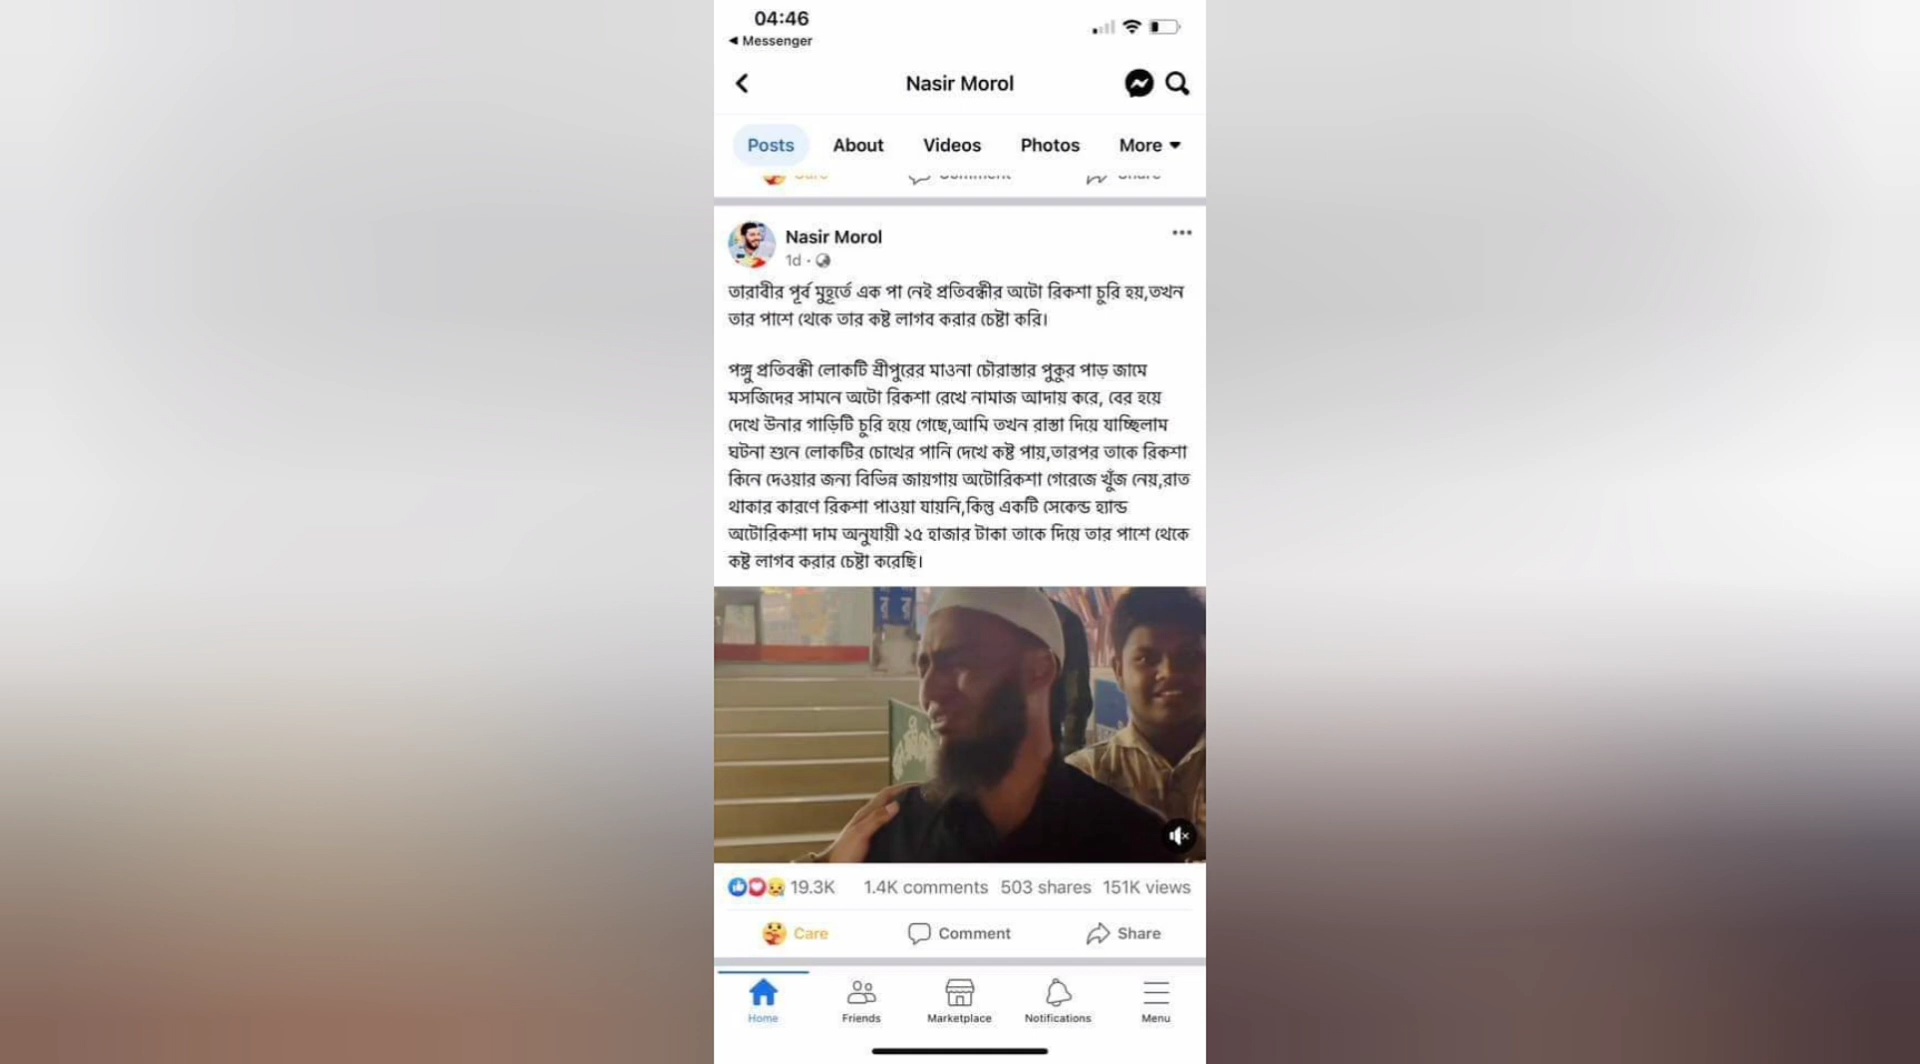 04:46
Messenger
Nasir Morol
Posts About Videos Photos More
Care Comment Share
Nasir Morol
1d
তারাবীর পূর্ব মুহূর্তে এক পা নেই প্রতিবন্ধীর অটো রিকশা চুরি হয়,তখন
তার পাশে থেকে তার কষ্ট লাগব করার চেষ্টা করি।
পঙ্গু প্রতিবন্ধী লোকটি শ্রীপুরের মাওনা চৌরাস্তার পুকুর পাড় জামে
মসজিদের সামনে অটো রিকশা রেখে নামাজ আদায় করে, বের হয়ে
দেখে উনার গাড়িটি চুরি হয়ে গেছে,আমি তখন রাস্তা দিয়ে যাচ্ছিলাম
ঘটনা শুনে লোকটির চোখের পানি দেখে কষ্ট পায়,তারপর তাকে রিকশা
কিনে দেওয়ার জন্য বিভিন্ন জায়গায় অটোরিকশা গেরেজে খুঁজ নেয়,রাত
থাকার কারণে রিকশা পাওয়া যায়নি,কিন্তু একটি সেকেন্ড হ্যান্ড
অটোরিকশা দাম অনুযায়ী ২৫ হাজার টাকা তাকে দিয়ে তার পাশে থেকে
কষ্ট লাগব করার চেষ্টা করেছি।
19.3K 1.4K comments 503 shares 151K views
Care Comment Share
Home Friends Marketplace Notifications Menu